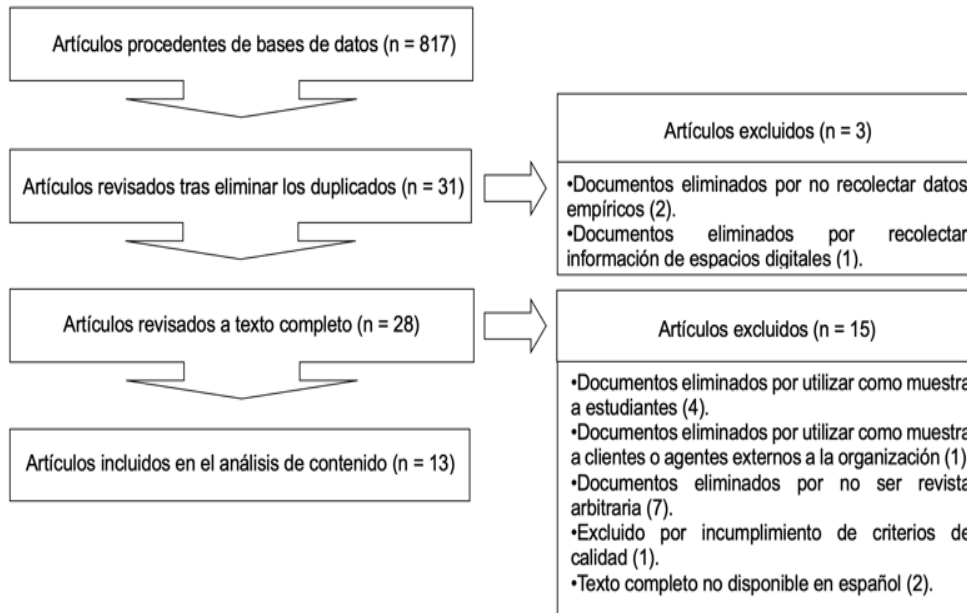 Artículos procedentes de bases de datos (n = 817)
Artículos revisados tras eliminar los duplicados (n = 31)
Artículos excluidos (n = 3)
•Documentos eliminados por no recolectar datos
empíricos (2).
•Documentos eliminados por recolectar
información de espacios digitales (1).
Artículos revisados a texto completo (n = 28)
Artículos excluidos (n = 15)
•Documentos eliminados por utilizar como muestra
a estudiantes (4).
•Documentos eliminados por utilizar como muestra
a clientes o agentes externos a la organización (1)
•Documentos eliminados por no ser revista
arbitraria (7).
•Excluido por incumplimiento de criterios de
calidad (1).
•Texto completo no disponible en español (2).
Artículos incluidos en el análisis de contenido (n = 13)